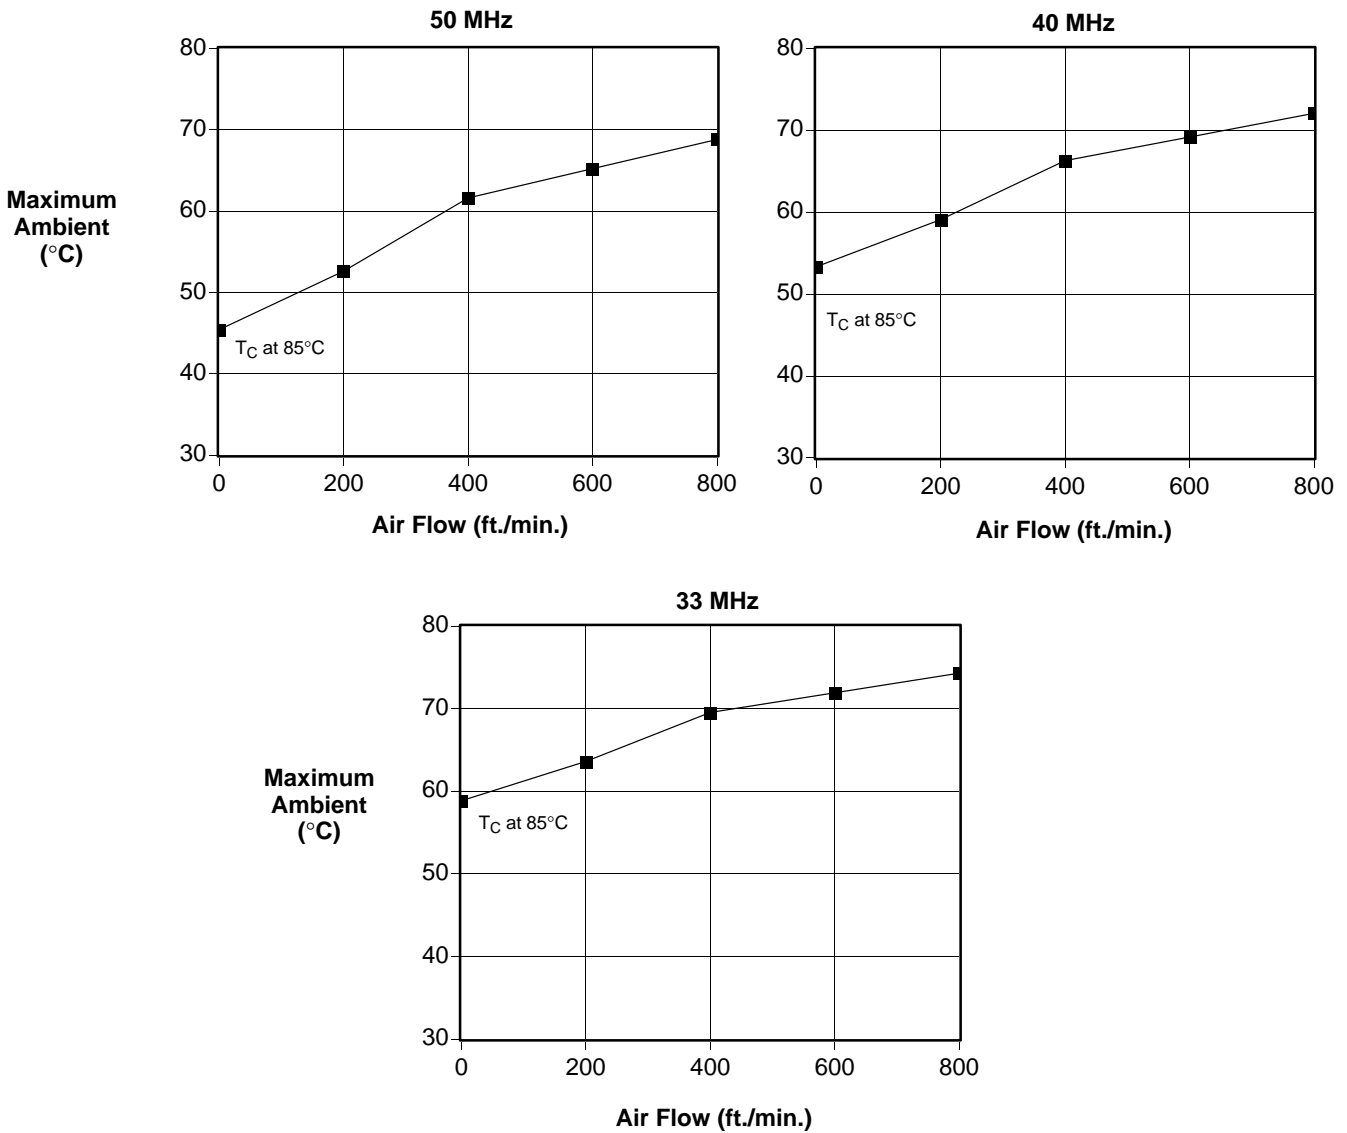 50 MHz
80
70
60
50
40
30
0 200 400 600 800
Maximum
Ambient
(°C)
TC at 85°C
Air Flow (ft./min.)
40 MHz
80
70
60
50
40
30
0 200 400 600 800
TC at 85°C
Air Flow (ft./min.)
33 MHz
80
70
60
50
40
30
0 200 400 600 800
Maximum
Ambient
(°C)
TC at 85°C
Air Flow (ft./min.)